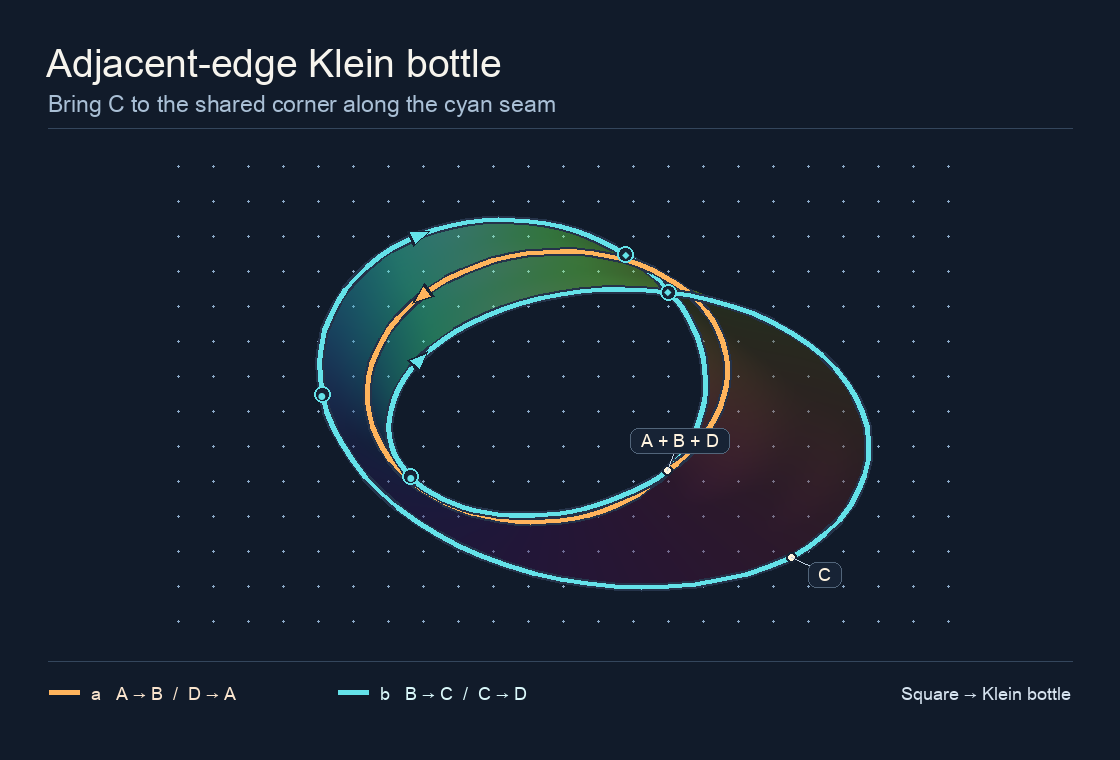 Adjacent-edge Klein bottle
Bring C to the shared corner along the cyan seam
A + B + D
C
a A → B / D → A
b B → C / C → D
Square → Klein bottle